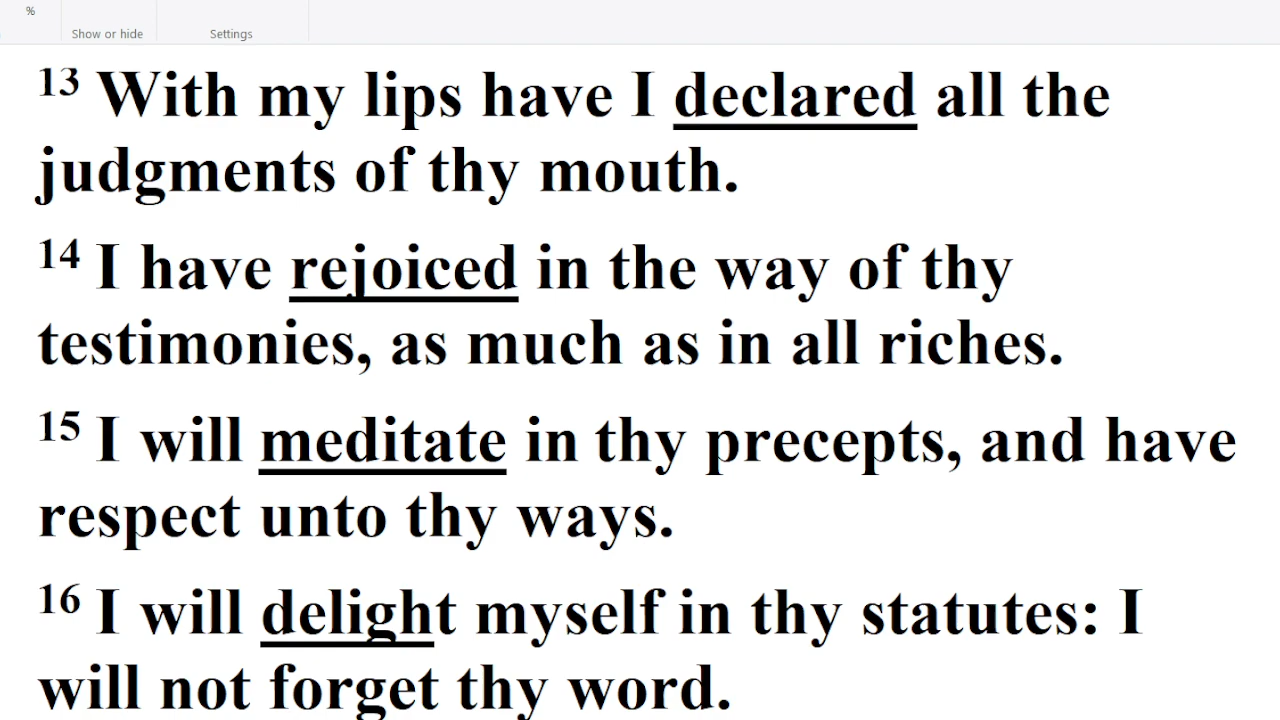 %
Show or hide
Settings
13 With my lips have I declared all the
judgments of thy mouth.
14 I have rejoiced in the way of thy
testimonies, as much as in all riches.
15 I will meditate in thy precepts, and have
respect unto thy ways.
16 I will delight myself in thy statutes: I
will not forget thy word.